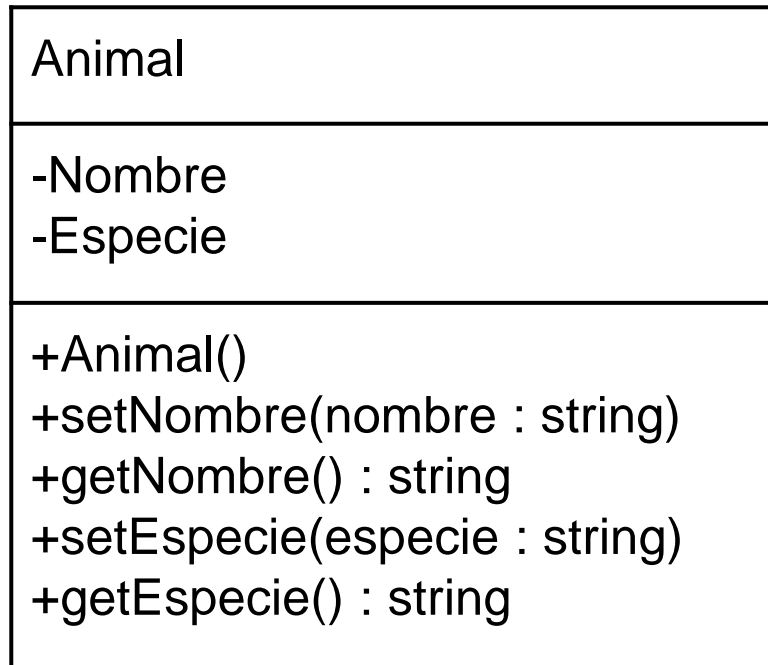 Animal
-Nombre
-Especie
+Animal()
+setNombre(nombre : string)
+getNombre() : string
+setEspecie(especie : string)
+getEspecie() : string